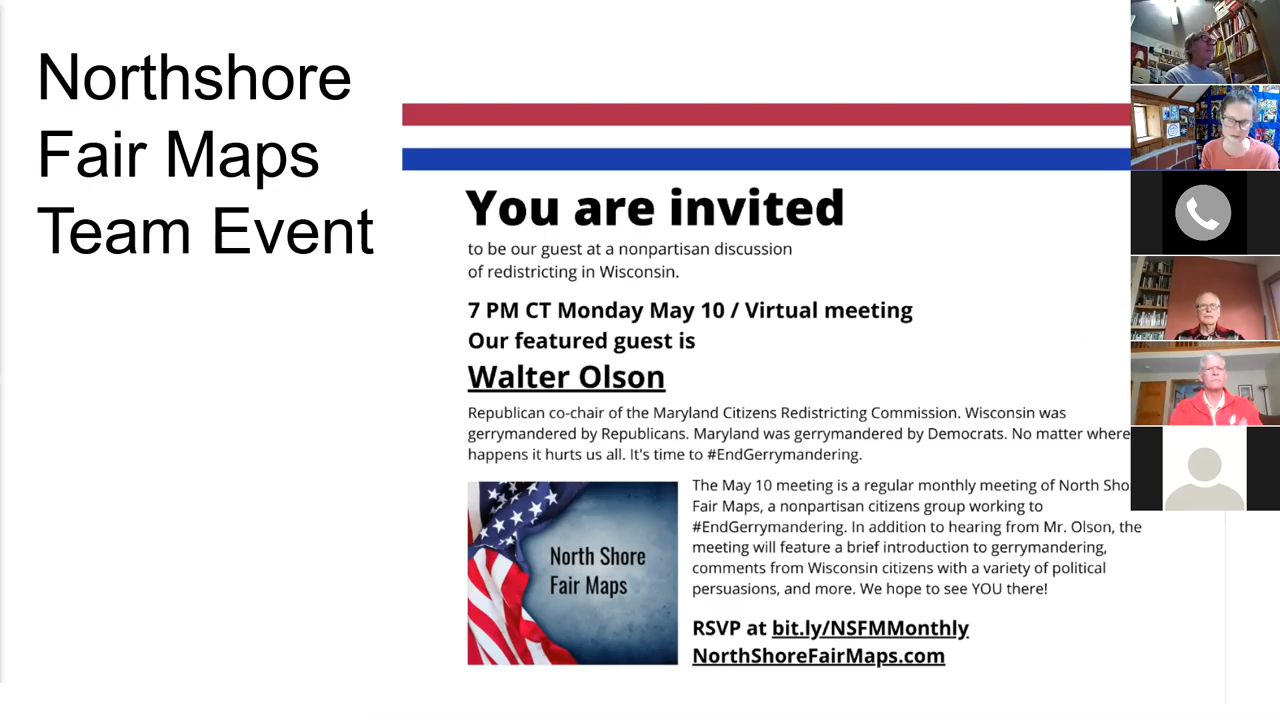 Northshore
Fair Maps
Team Event
You are invited
to be our guest at a nonpartisan discussion
of redistricting in Wisconsin.
7 PM CT Monday May 10 / Virtual meeting
Our featured guest is
Walter Olson
Republican co-chair of the Maryland Citizens Redistricting Commission. Wisconsin was
gerrymandered by Republicans. Maryland was gerrymandered by Democrats. No matter where
happens it hurts us all. It's time to #EndGerrymandering.
North Shore
Fair Maps
The May 10 meeting is a regular monthly meeting of North Sho
Fair Maps, a nonpartisan citizens group working to
#EndGerrymandering. In addition to hearing from Mr. Olson, the
meeting will feature a brief introduction to gerrymandering,
comments from Wisconsin citizens with a variety of political
persuasions, and more. We hope to see YOU there!
RSVP at bit.ly/NSFMMonthly
NorthShoreFairMaps.com